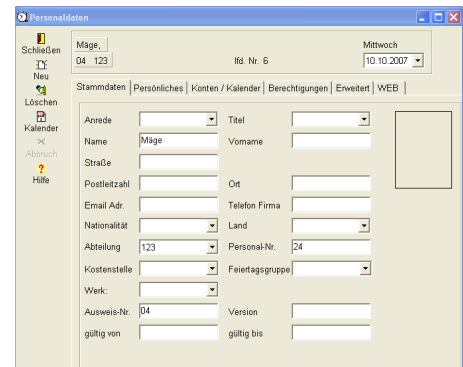 Personaldaten
Schließen
Neu
Löschen
Kalender
Abbruch
Hilfe
Mäge,
04 123
lfd. Nr. 6
Mittwoch
10.10.2007
Stammdaten Persönliches Konten / Kalender Berechtigungen Erweitert WEB
Anrede Titel
Name Mäge Vorname
Straße
Postleitzahl Ort
Email Adr. Telefon Firma
Nationalität Land
Abteilung 123 Personal-Nr. 24
Kostenstelle Feiertagsgruppe
Werk:
Ausweis-Nr. 04 Version
gültig von gültig bis